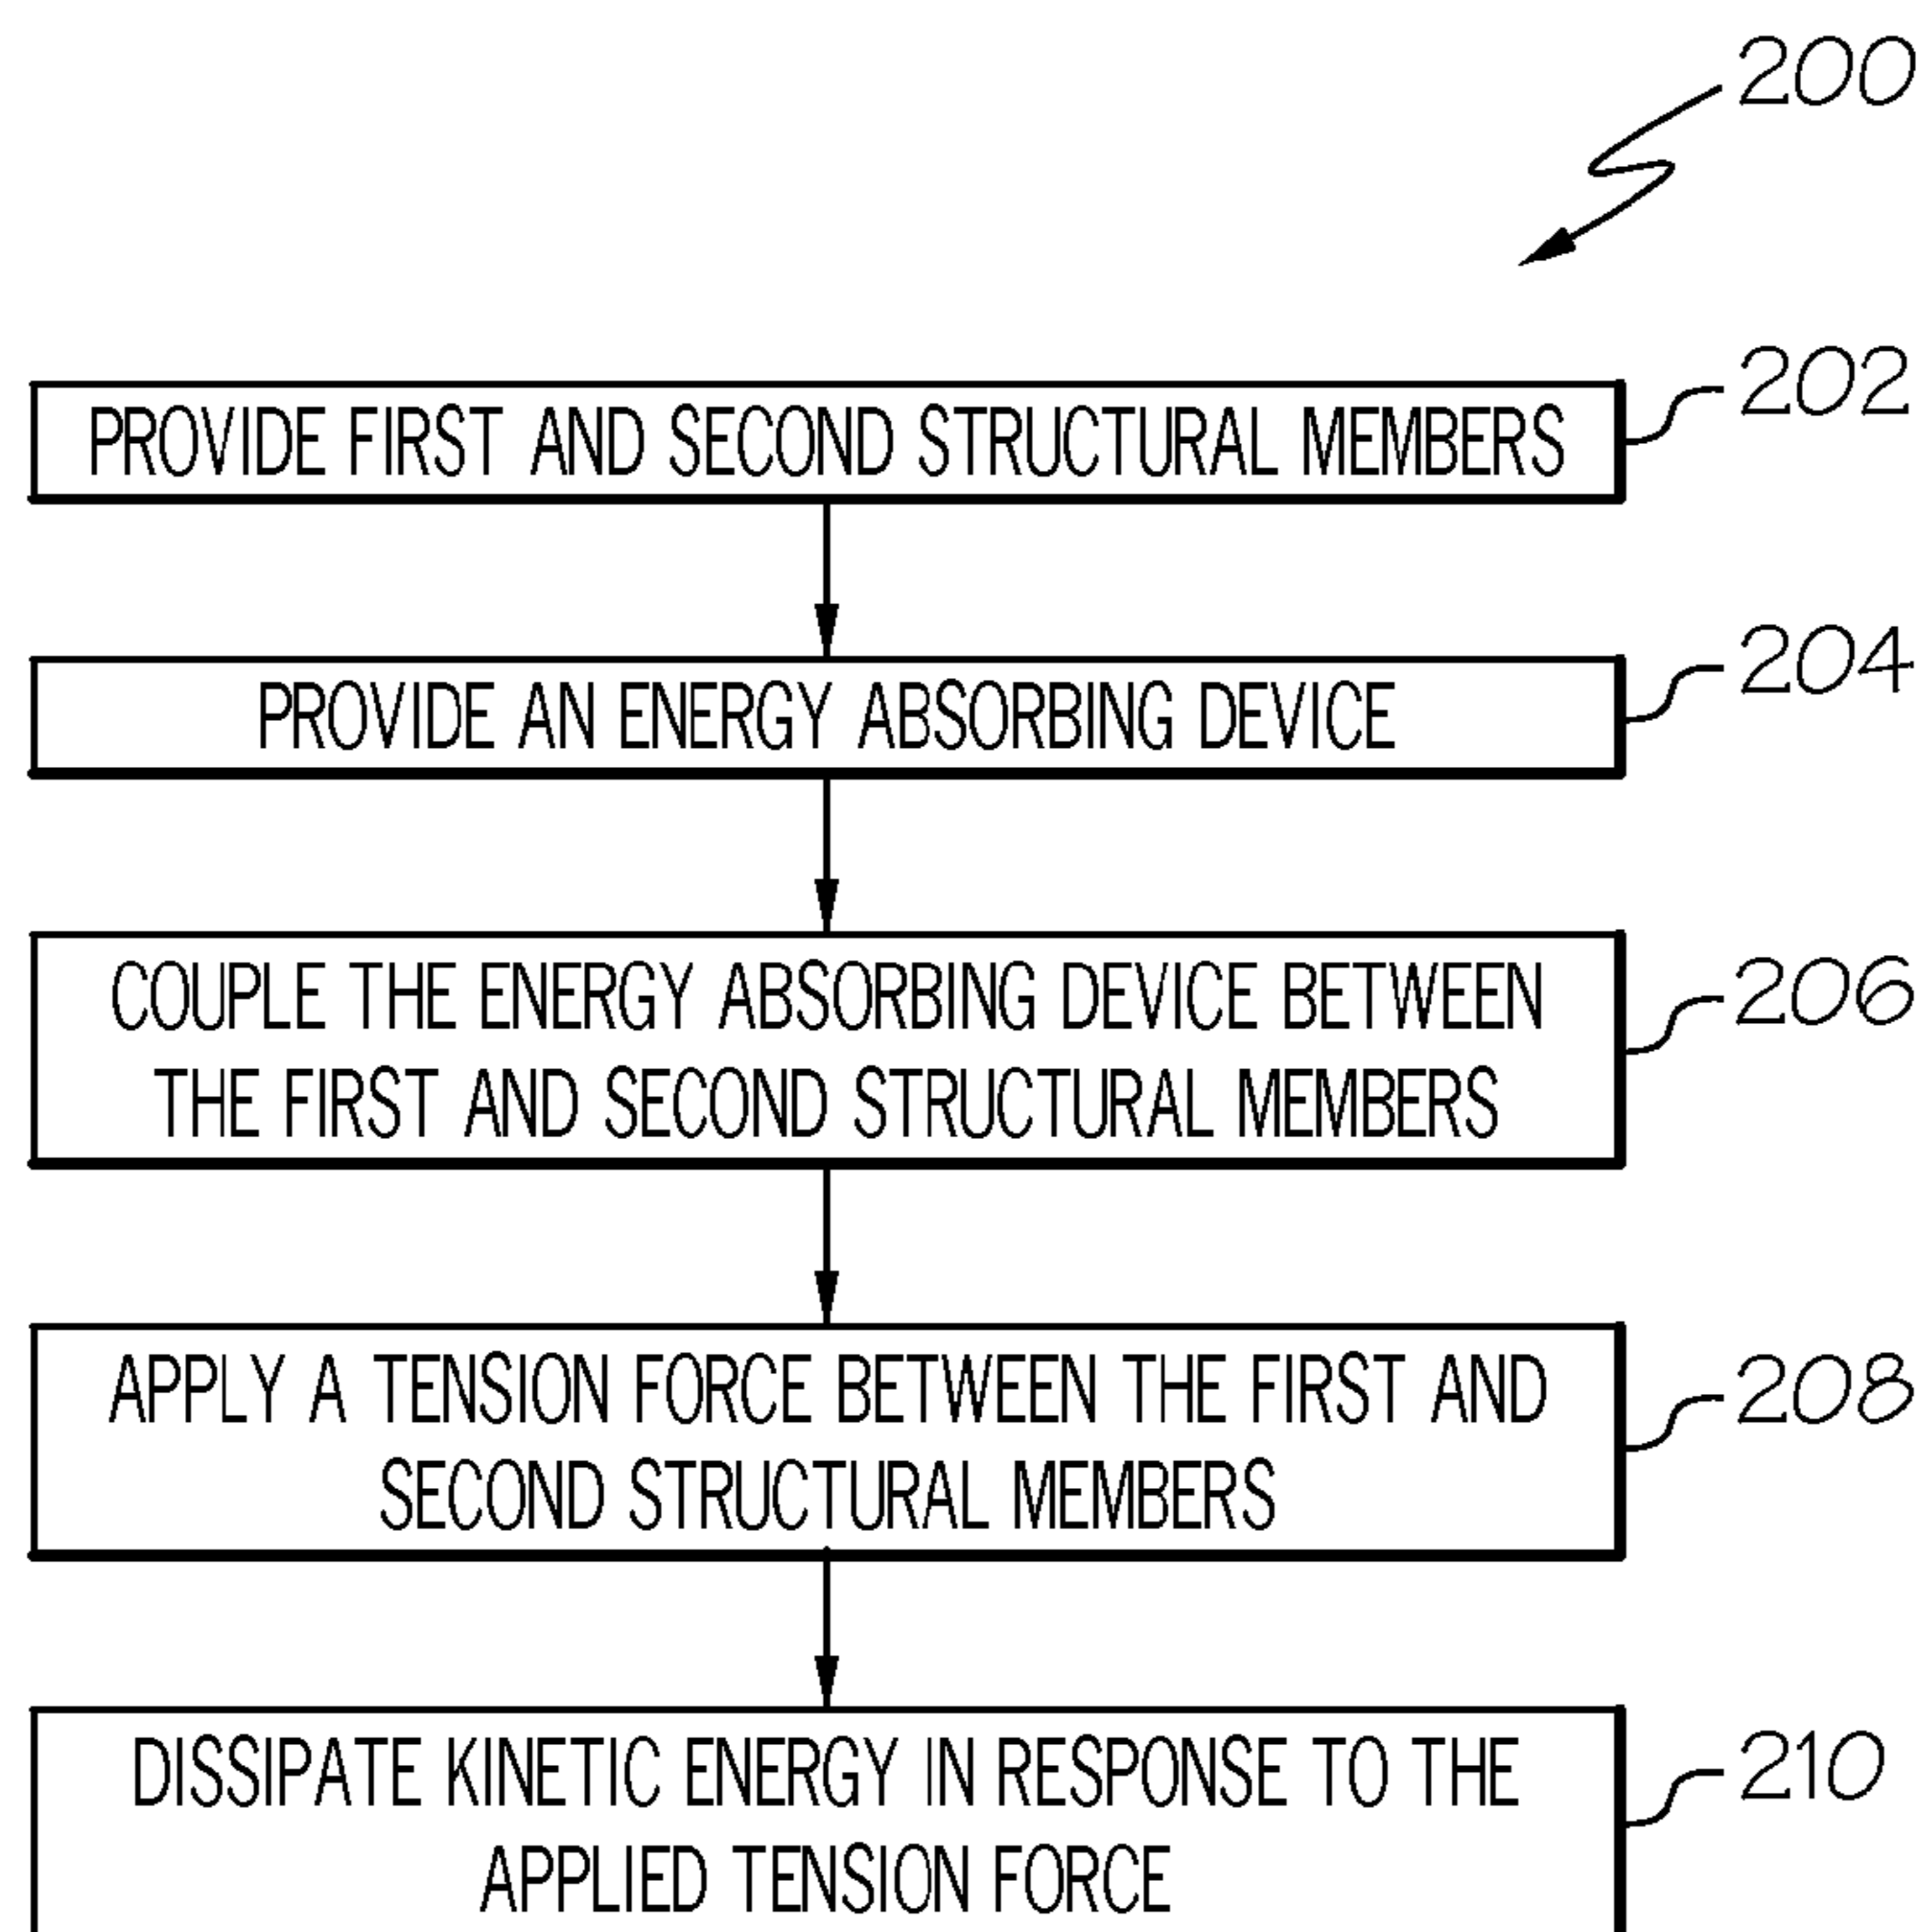 200
PROVIDE FIRST AND SECOND STRUCTURAL MEMBERS
202
PROVIDE AN ENERGY ABSORBING DEVICE
204
COUPLE THE ENERGY ABSORBING DEVICE BETWEEN
THE FIRST AND SECOND STRUCTURAL MEMBERS
206
APPLY A TENSION FORCE BETWEEN THE FIRST AND
SECOND STRUCTURAL MEMBERS
208
DISSIPATE KINETIC ENERGY IN RESPONSE TO THE
APPLIED TENSION FORCE
210